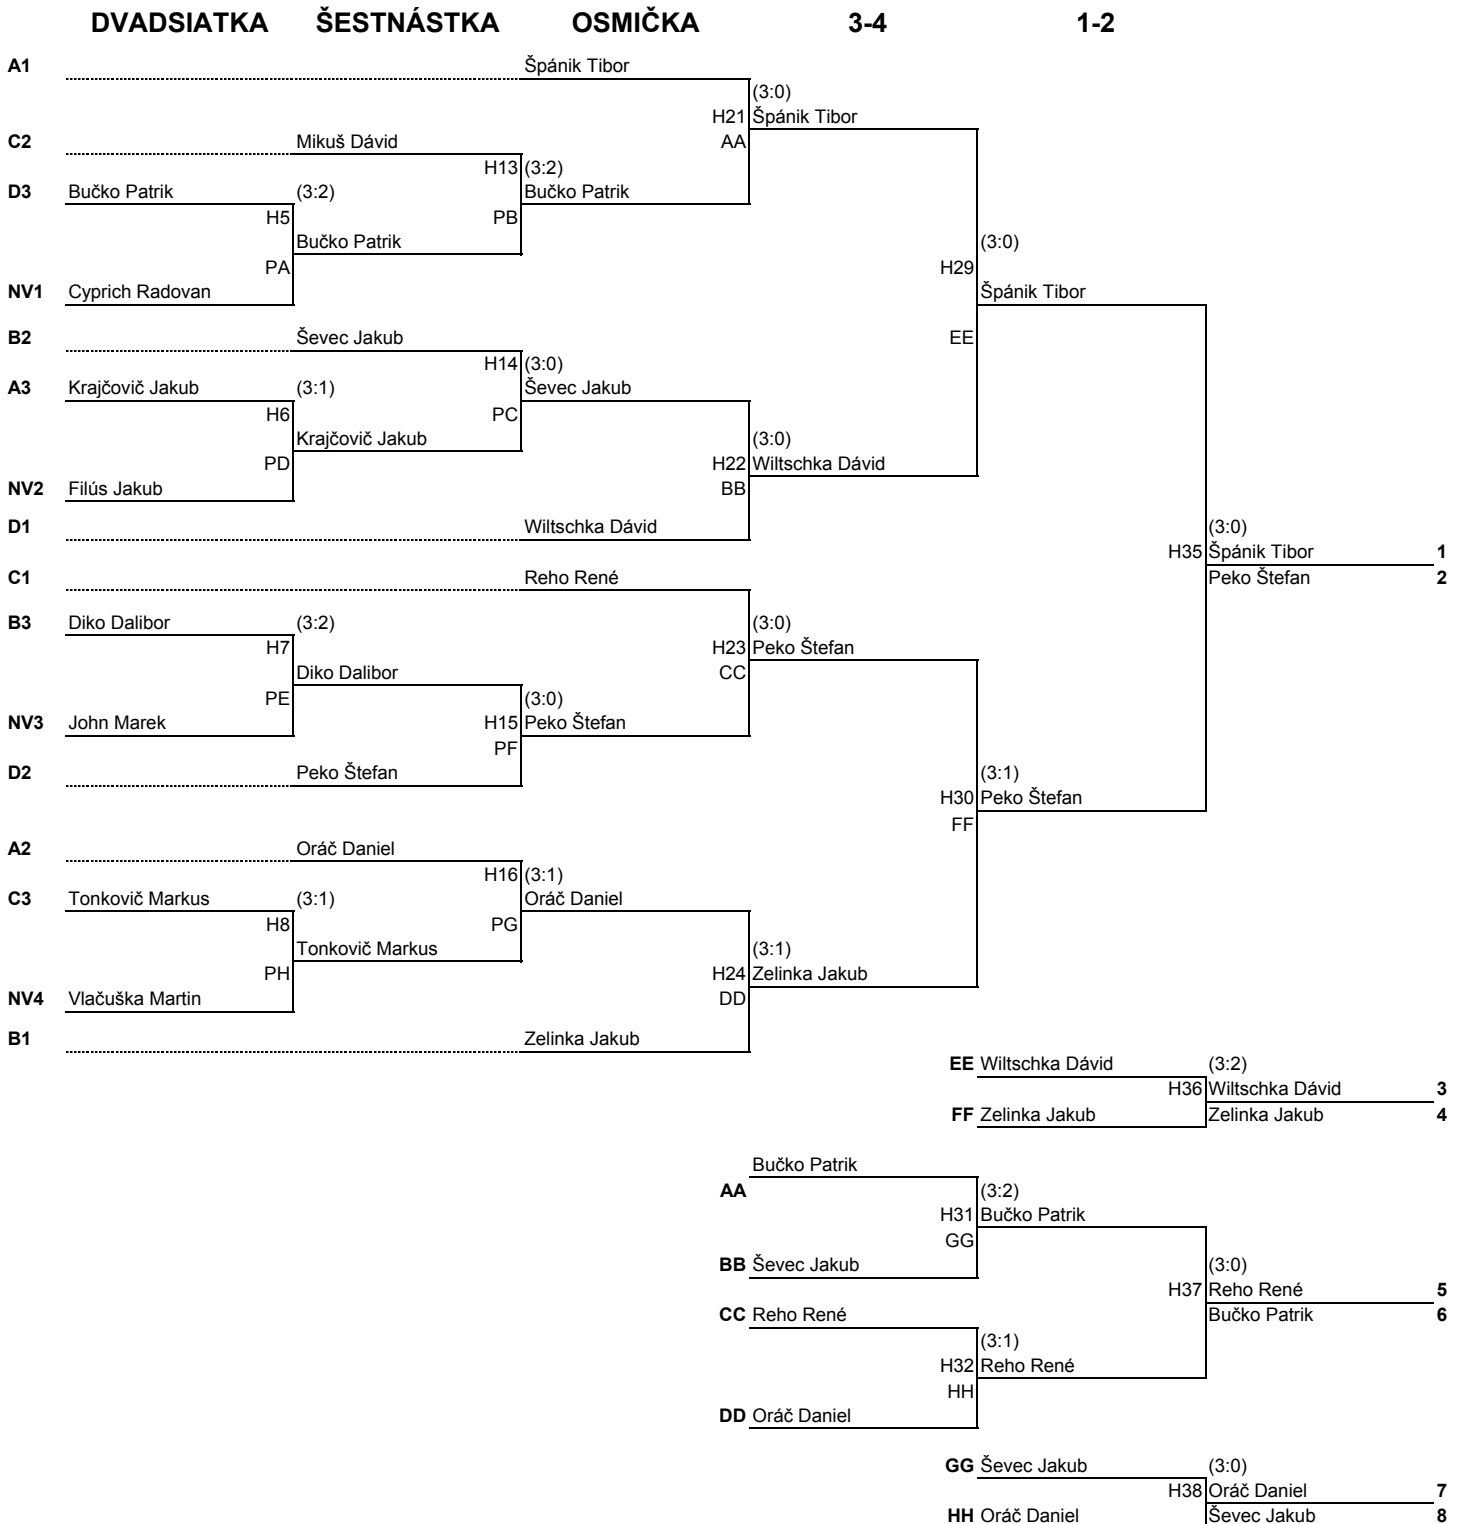 DVADSIATKA ŠESTNÁSTKA OSMIČKA 3-4 1-2
A1 Špánik Tibor
(3:0)
H21 Špánik Tibor
C2 Mikuš Dávid AA
H13 (3:2)
D3 Bučko Patrik (3:2) Bučko Patrik
H5 PB
Bučko Patrik (3:0)
PA H29
NV1 Cyprich Radovan Špánik Tibor
B2 Ševec Jakub EE
H14 (3:0)
A3 Krajčovič Jakub (3:1) Ševec Jakub
H6 PC
Krajčovič Jakub (3:0)
PD H22 Wiltschka Dávid
NV2 Filús Jakub BB
D1 Wiltschka Dávid (3:0)
H35 Špánik Tibor 1
C1 Reho René Peko Štefan 2
B3 Diko Dalibor (3:2) (3:0)
H7 H23 Peko Štefan
Diko Dalibor CC
PE (3:0)
NV3 John Marek H15 Peko Štefan
PF
D2 Peko Štefan (3:1)
H30 Peko Štefan
FF
A2 Oráč Daniel
H16 (3:1)
C3 Tonkovič Markus (3:1) Oráč Daniel
H8 PG
Tonkovič Markus (3:1)
PH H24 Zelinka Jakub
NV4 Vlačuška Martin DD
B1 Zelinka Jakub
EE Wiltschka Dávid (3:2)
H36 Wiltschka Dávid 3
FF Zelinka Jakub Zelinka Jakub 4
Bučko Patrik
AA (3:2)
H31 Bučko Patrik
GG
BB Ševec Jakub (3:0)
H37 Reho René 5
CC Reho René Bučko Patrik 6
(3:1)
H32 Reho René
HH
DD Oráč Daniel
GG Ševec Jakub (3:0)
H38 Oráč Daniel 7
HH Oráč Daniel Ševec Jakub 8